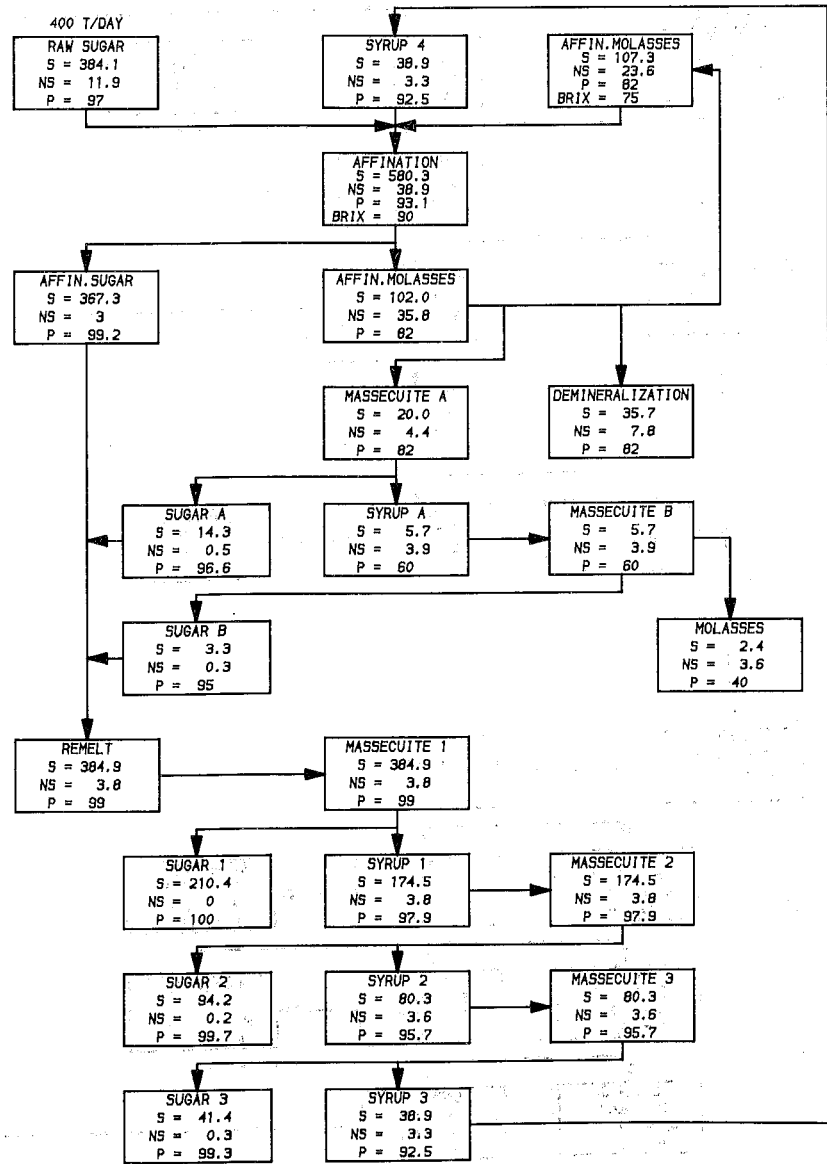 400 T/DAY
RAW SUGAR
S = 384.1
NS = 11.9
P = 97
SYRUP 4
S = 38.9
NS = 3.3
P = 92.5
AFFIN.MOLASSES
S = 107.3
NS = 23.6
P = 82
BRIX = 75
AFFINATION
S = 580.3
NS = 38.9
P = 93.1
BRIX = 90
AFFIN.SUGAR
S = 367.3
NS = 3
P = 99.2
AFFIN.MOLASSES
S = 102.0
NS = 35.8
P = 82
MASSECUITE A
S = 20.0
NS = 4.4
P = 82
DEMINERALIZATION
S = 35.7
NS = 7.8
P = 82
SUGAR A
S = 14.3
NS = 0.5
P = 96.6
SYRUP A
S = 5.7
NS = 3.9
P = 60
MASSECUITE B
S = 5.7
NS = 3.9
P = 60
SUGAR B
S = 3.3
NS = 0.3
P = 95
MOLASSES
S = 2.4
NS = 3.6
P = 40
REMELT
S = 384.9
NS = 3.8
P = 99
MASSECUITE 1
S = 384.9
NS = 3.8
P = 99
SUGAR 1
S = 210.4
NS = 0
P = 100
SYRUP 1
S = 174.5
NS = 3.8
P = 97.9
MASSECUITE 2
S = 174.5
NS = 3.8
P = 97.9
SUGAR 2
S = 94.2
NS = 0.2
P = 99.7
SYRUP 2
S = 80.3
NS = 3.6
P = 95.7
MASSECUITE 3
S = 80.3
NS = 3.6
P = 95.7
SUGAR 3
S = 41.4
NS = 0.3
P = 99.3
SYRUP 3
S = 38.9
NS = 3.3
P = 92.5